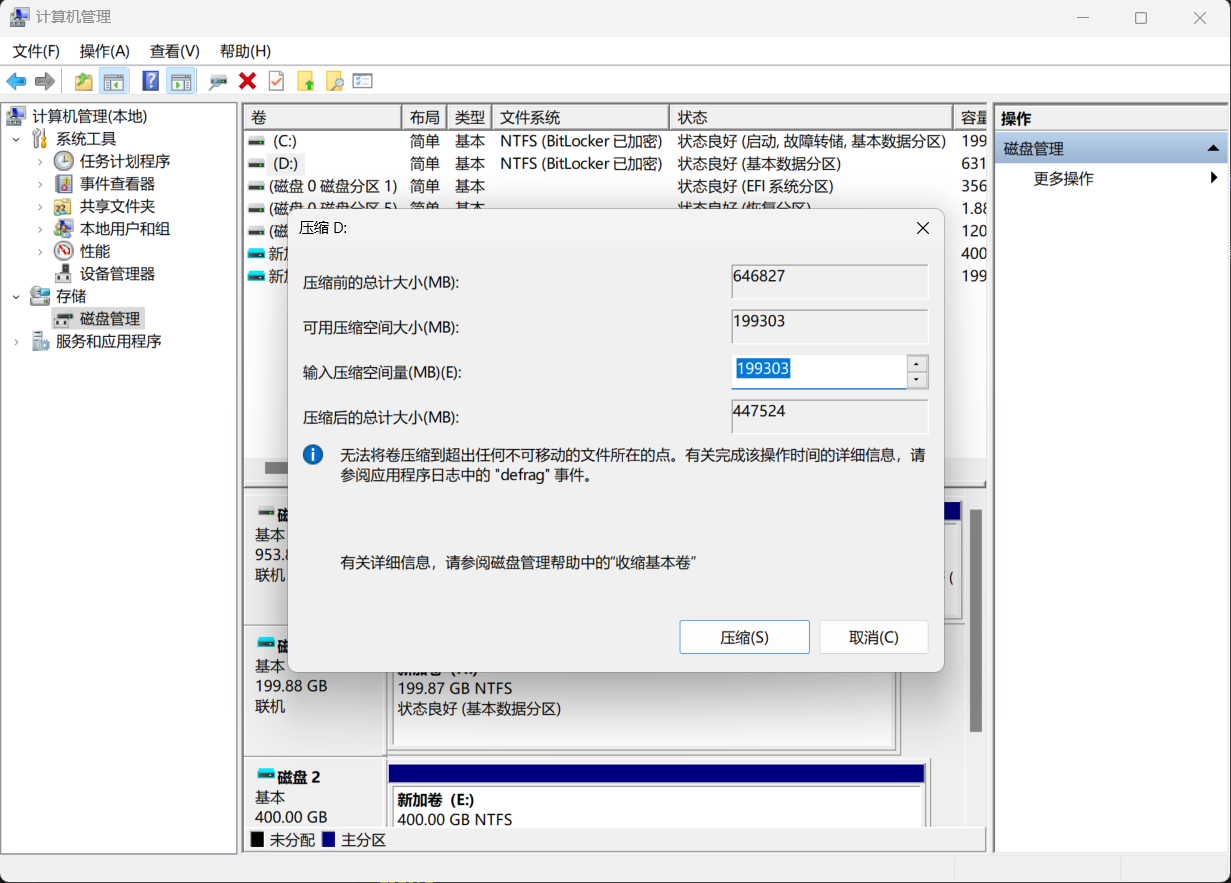 计算机管理
文件(F) 操作(A) 查看(V) 帮助(H)
计算机管理(本地)
系统工具
任务计划程序
事件查看器
共享文件夹
本地用户和组
性能
设备管理器
存储
磁盘管理
服务和应用程序
卷 布局 类型 文件系统 状态 容量
(C:) 简单 基本 NTFS (BitLocker 已加密) 状态良好 (启动, 故障转储, 基本数据分区) 199
(D:) 简单 基本 NTFS (BitLocker 已加密) 状态良好 (基本数据分区) 631
(磁盘 0 磁盘分区 1) 简单 基本 状态良好 (EFI 系统分区) 356
(磁盘 0 磁盘分区 5) 简单 基本 状态良好 (恢复分区) 1.88
(磁 120
新加 400
新加 199
操作
磁盘管理
更多操作
压缩 D:
压缩前的总计大小(MB): 646827
可用压缩空间大小(MB): 199303
输入压缩空间量(MB)(E): 199303
压缩后的总计大小(MB): 447524
无法将卷压缩到超出任何不可移动的文件所在的点。有关完成该操作时间的详细信息，请
参阅应用程序日志中的 "defrag" 事件。
有关详细信息，请参阅磁盘管理帮助中的“收缩基本卷”
压缩(S) 取消(C)
磁
基本
953.8
联机
磁
基本
199.88 GB
联机
199.87 GB NTFS
状态良好 (基本数据分区)
磁盘 2
基本
400.00 GB
新加卷 (E:)
400.00 GB NTFS
未分配 主分区